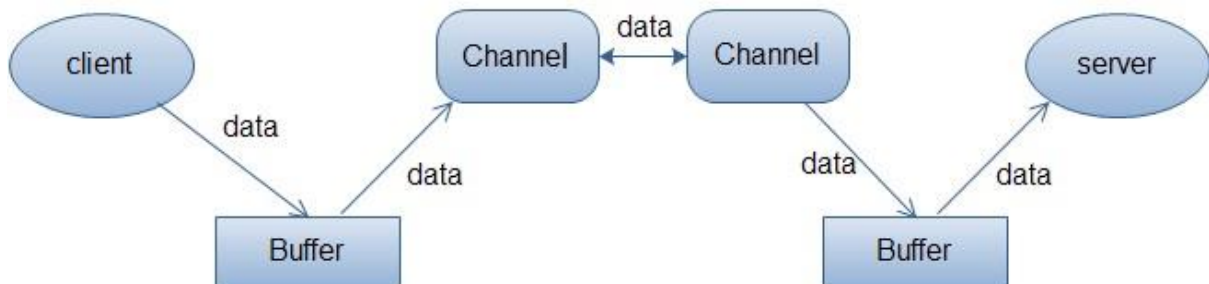 client
data
Buffer
data
Channel
data
Channel
data
Buffer
data
server